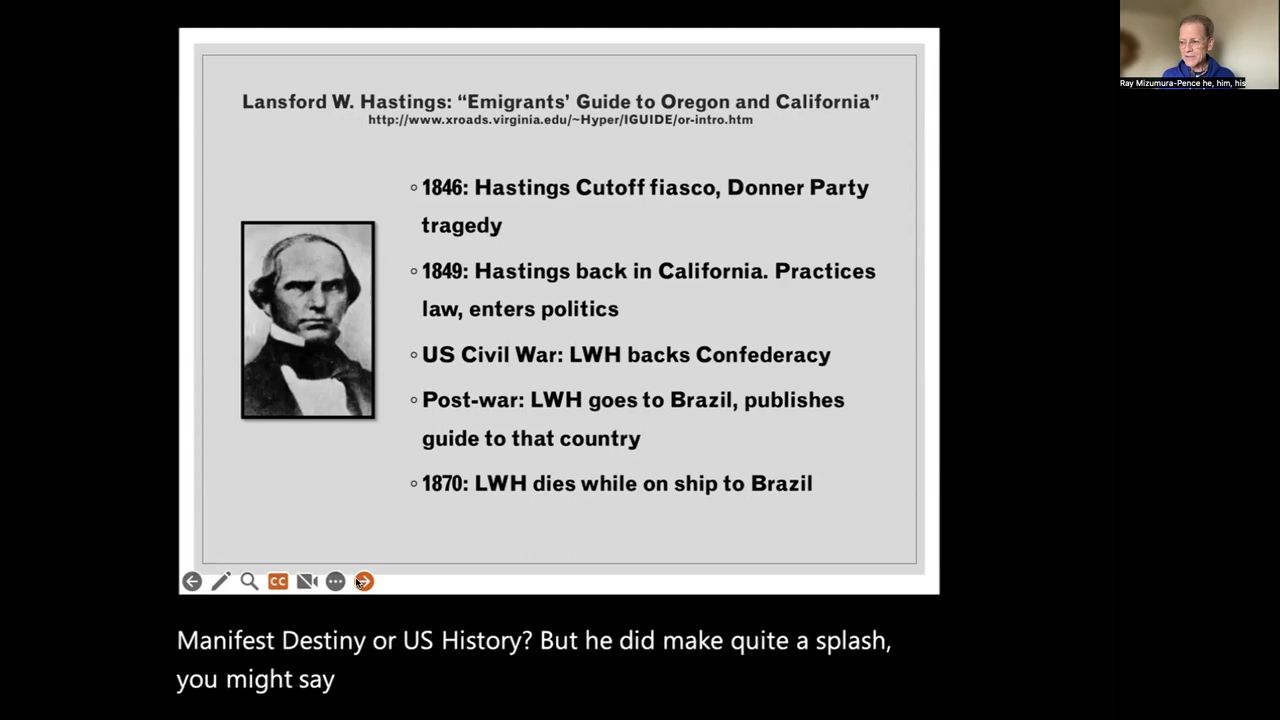 Lansford W. Hastings: “Emigrants’ Guide to Oregon and California”
http://www.xroads.virginia.edu/~Hyper/IGUIDE/or-intro.htm
◦ 1846: Hastings Cutoff fiasco, Donner Party
tragedy
◦ 1849: Hastings back in California. Practices
law, enters politics
◦ US Civil War: LWH backs Confederacy
◦ Post-war: LWH goes to Brazil, publishes
guide to that country
◦ 1870: LWH dies while on ship to Brazil
CC
Manifest Destiny or US History? But he did make quite a splash,
you might say
Ray Mizumura-Pence he, him, his